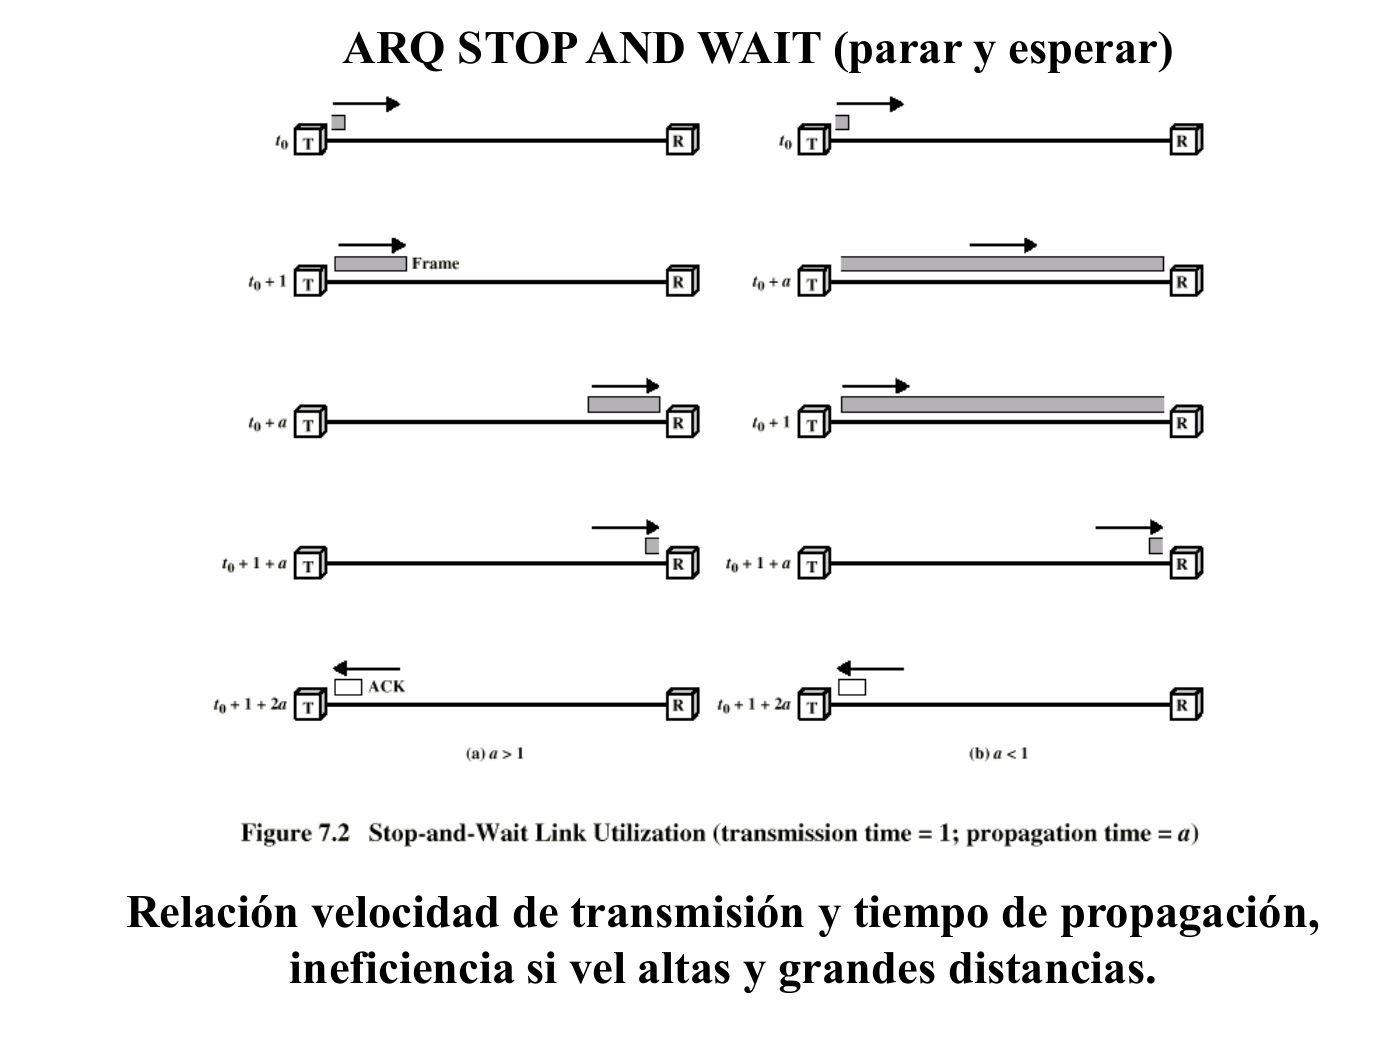 ARQ STOP AND WAIT (parar y esperar)
t0 T R t0 T R
t0 + 1 T Frame R t0 + a T R
t0 + a T R t0 + 1 T R
t0 + 1 + a T R t0 + 1 + a T R
t0 + 1 + 2a T ACK R t0 + 1 + 2a T R
(a) a > 1 (b) a < 1
Figure 7.2 Stop-and-Wait Link Utilization (transmission time = 1; propagation time = a)
Relación velocidad de transmisión y tiempo de propagación,
ineficiencia si vel altas y grandes distancias.